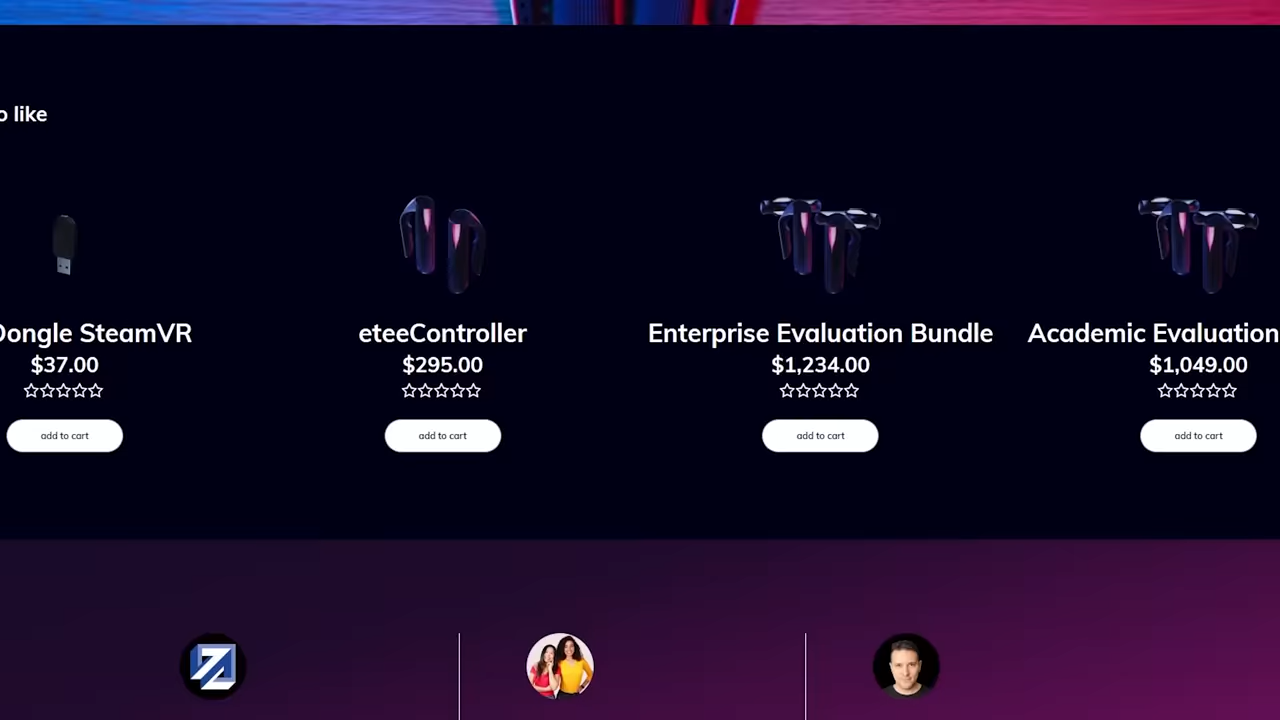 o like
Dongle SteamVR
$37.00
add to cart
eteeController
$295.00
add to cart
Enterprise Evaluation Bundle
$1,234.00
add to cart
Academic Evaluation
$1,049.00
add to cart